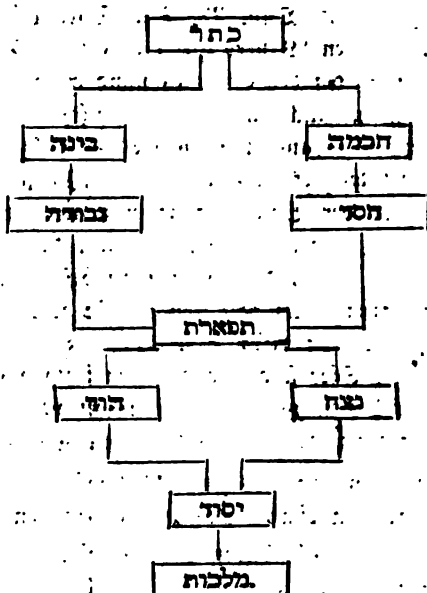 כתר
חכמה בינה
חסד גבורה
תפארת
נצח הוד
יסוד
מלכות